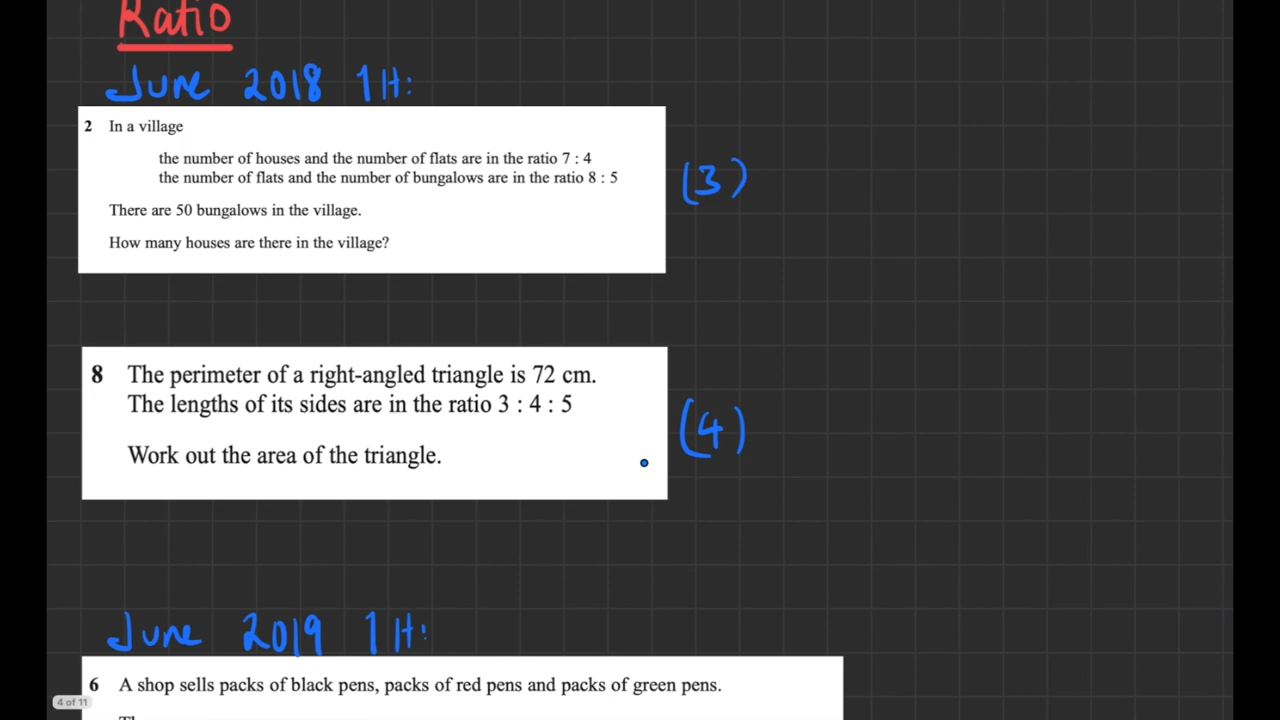 Ratio
June 2018 1H:
2 In a village
the number of houses and the number of flats are in the ratio 7 : 4
the number of flats and the number of bungalows are in the ratio 8 : 5
(3)
There are 50 bungalows in the village.
How many houses are there in the village?
8 The perimeter of a right-angled triangle is 72 cm.
The lengths of its sides are in the ratio 3 : 4 : 5
(4)
Work out the area of the triangle.
June 2019 1H:
6 A shop sells packs of black pens, packs of red pens and packs of green pens.
4 of 11